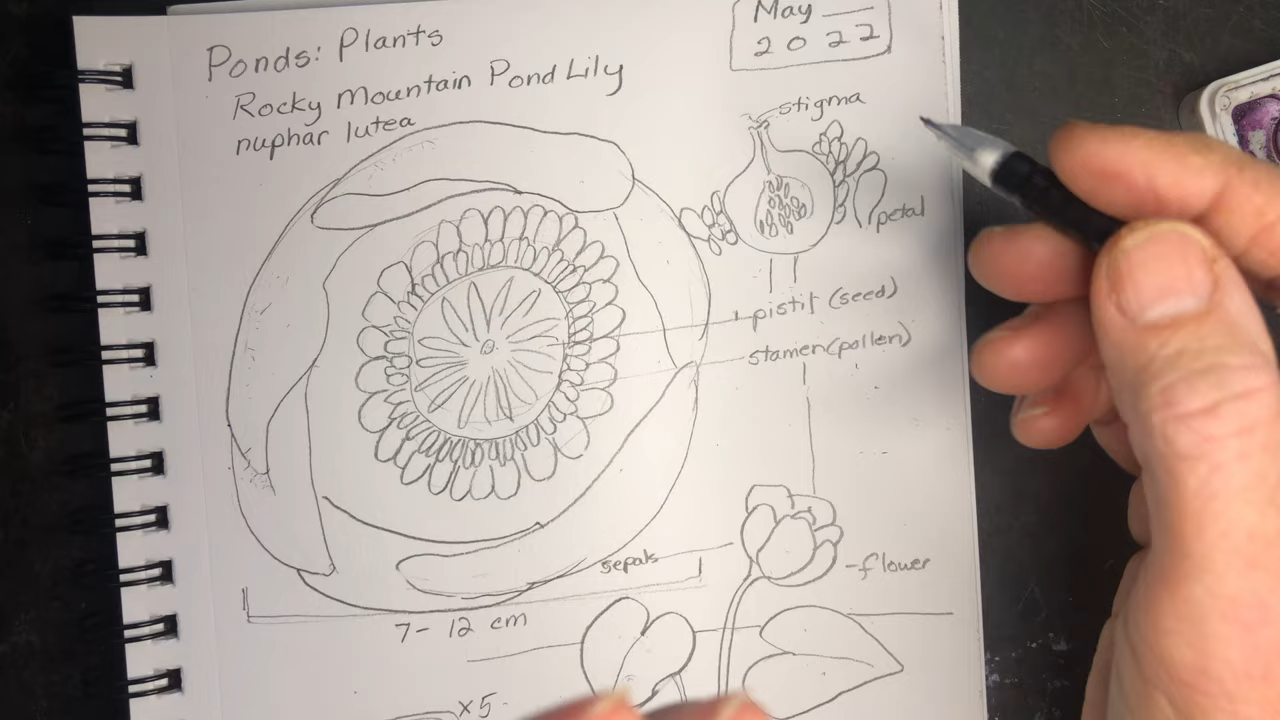 Ponds: Plants
Rocky Mountain Pond Lily
nuphar lutea
May __
2022
stigma
petal
pistil (seed)
stamen (pollen)
sepals
-flower
7-12 cm
x5-